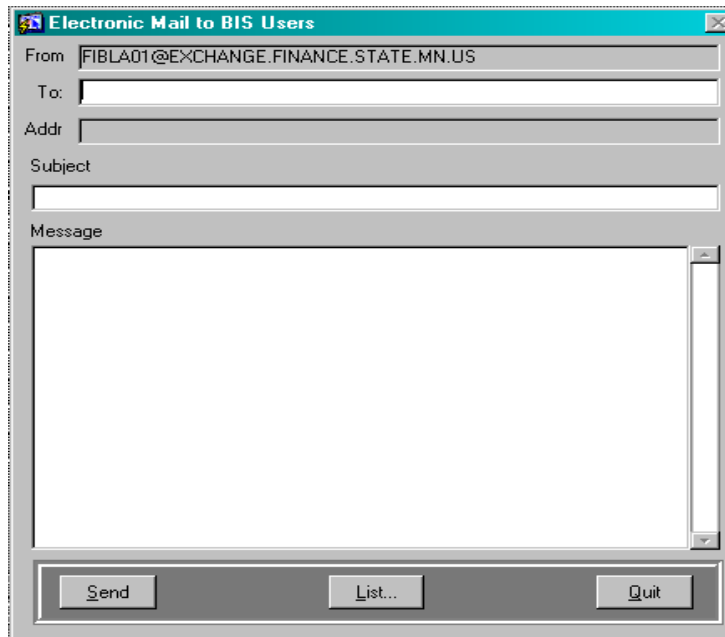 Electronic Mail to BIS Users
From FIBLA01@EXCHANGE.FINANCE.STATE.MN.US
To:
Addr
Subject
Message
Send List... Quit